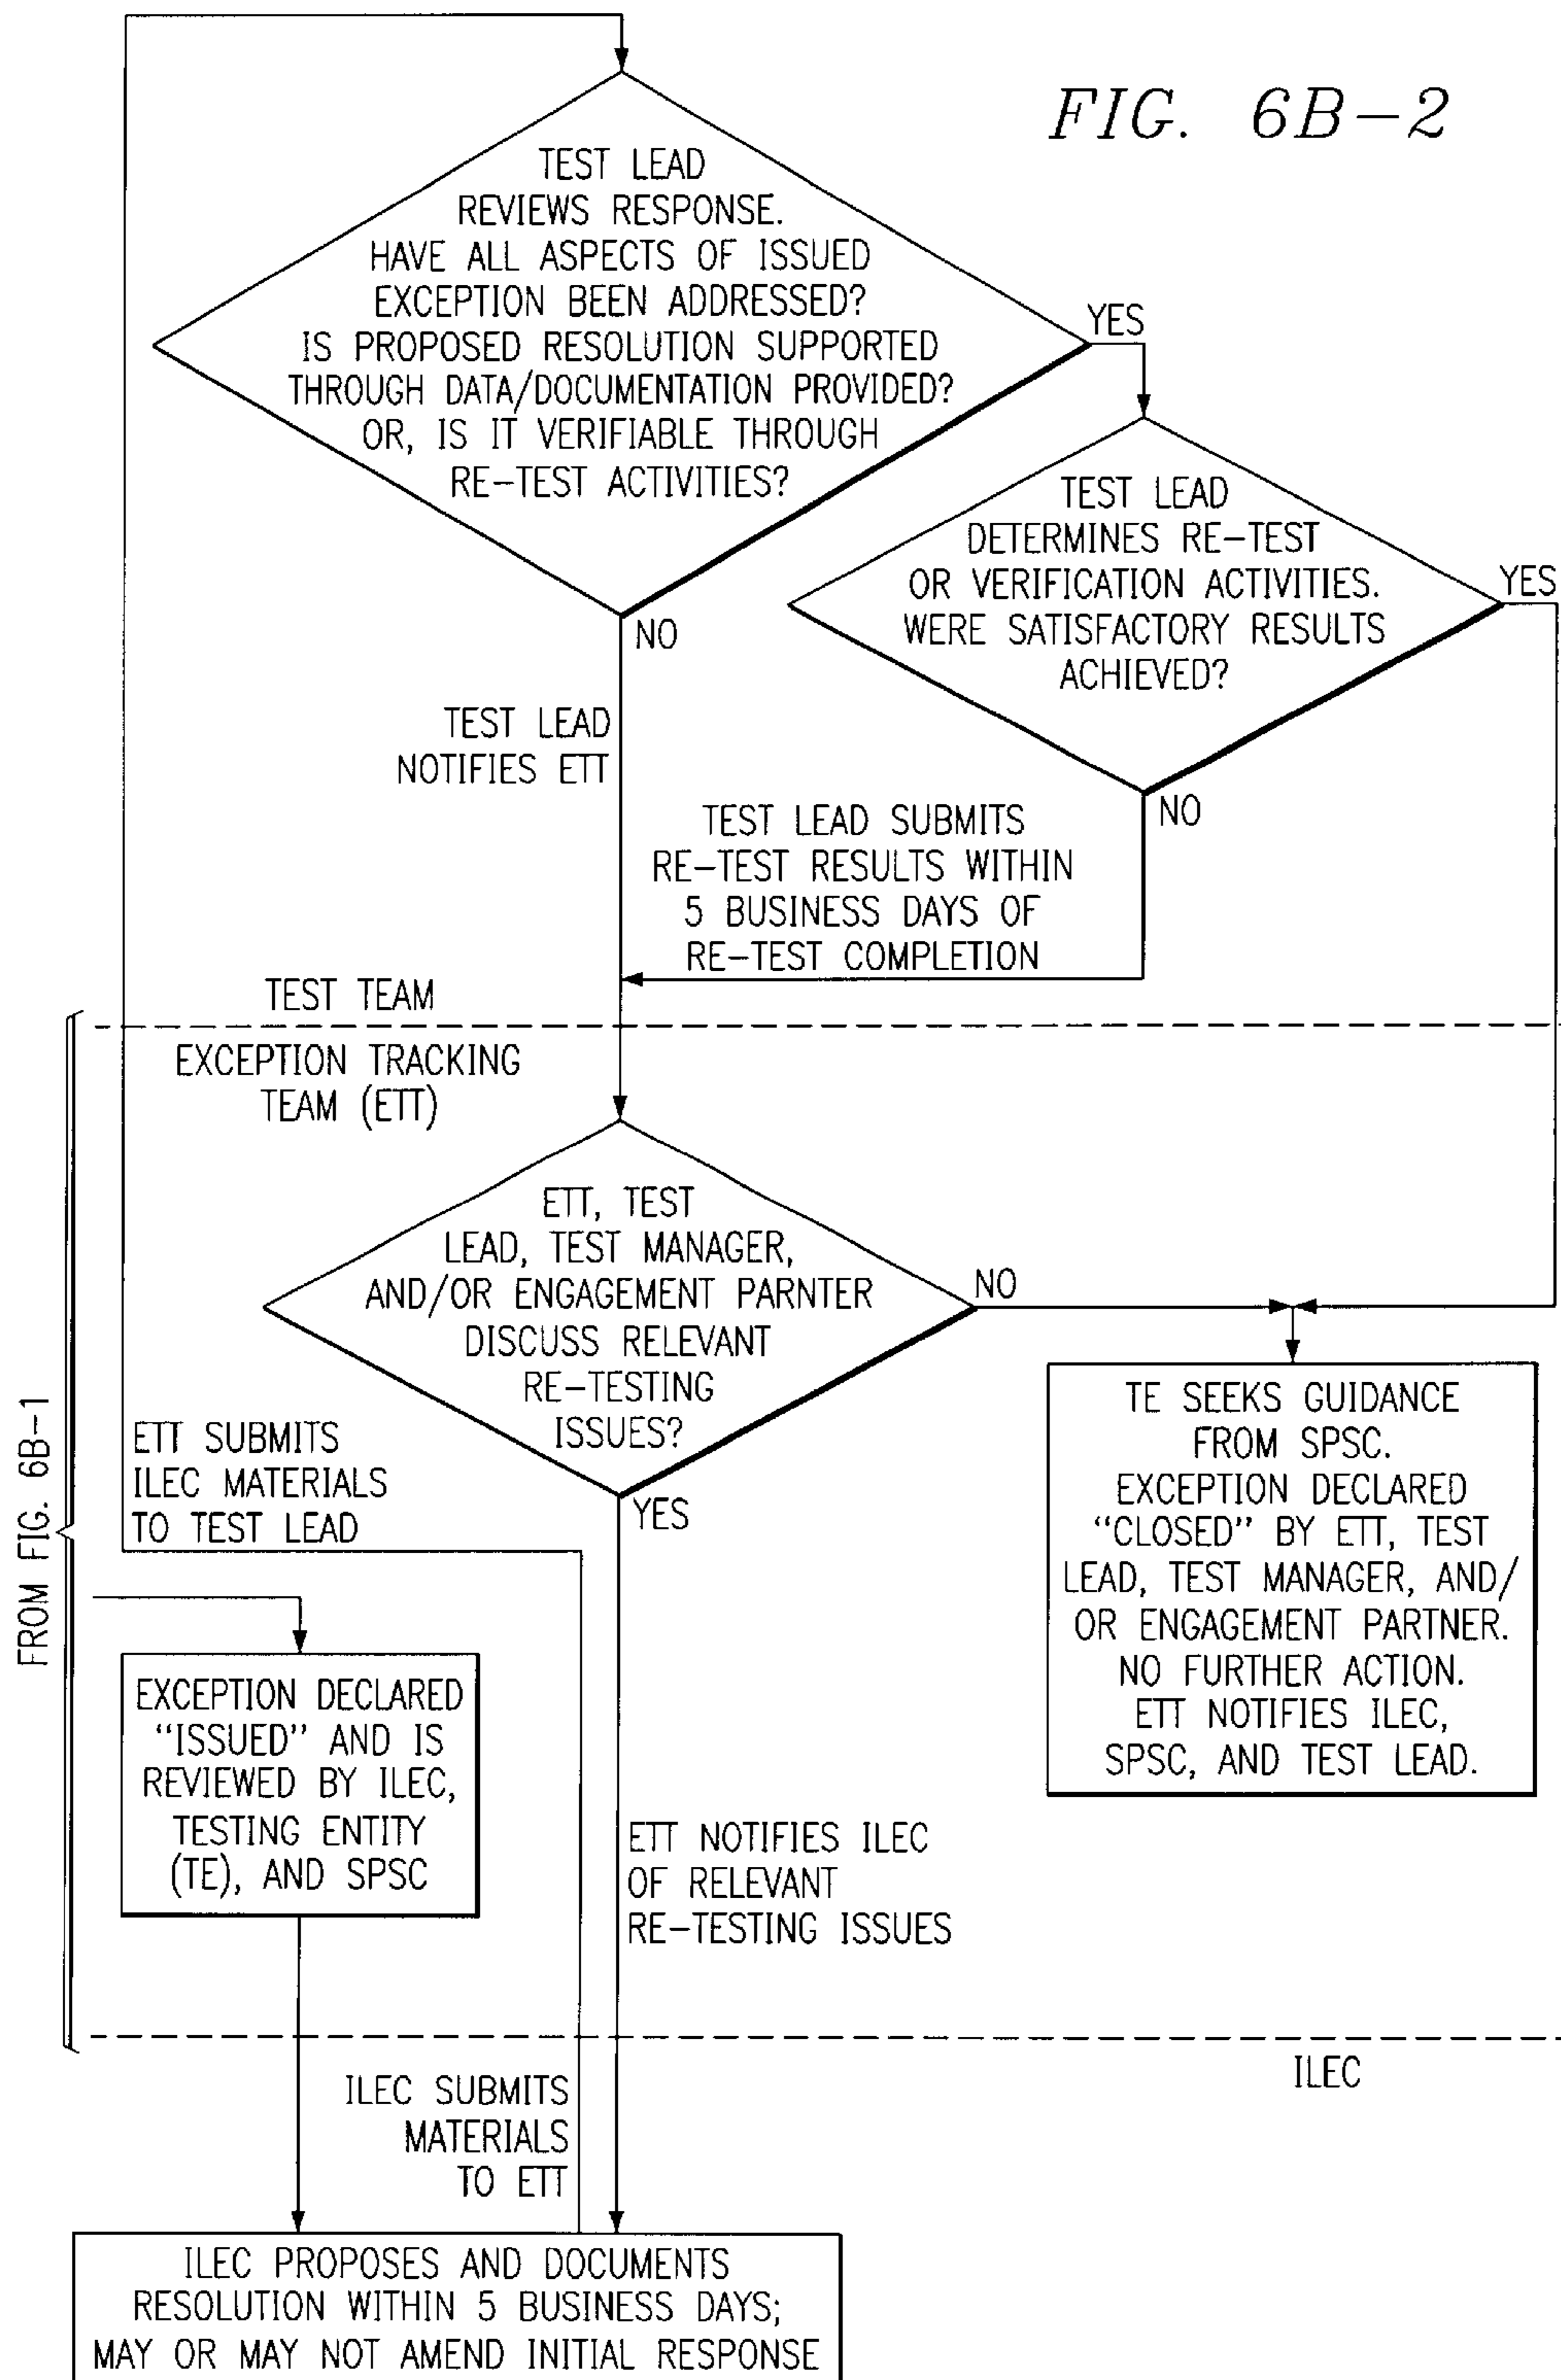 FIG. 6B-2
TEST LEAD
REVIEWS RESPONSE.
HAVE ALL ASPECTS OF ISSUED
EXCEPTION BEEN ADDRESSED?
IS PROPOSED RESOLUTION SUPPORTED
THROUGH DATA/DOCUMENTATION PROVIDED?
OR, IS IT VERIFIABLE THROUGH
RE-TEST ACTIVITIES?
YES
NO
TEST LEAD
DETERMINES RE-TEST
OR VERIFICATION ACTIVITIES.
WERE SATISFACTORY RESULTS
ACHIEVED?
YES
NO
TEST LEAD
NOTIFIES ETT
TEST LEAD SUBMITS
RE-TEST RESULTS WITHIN
5 BUSINESS DAYS OF
RE-TEST COMPLETION
TEST TEAM
EXCEPTION TRACKING
TEAM (ETT)
ETT, TEST
LEAD, TEST MANAGER,
AND/OR ENGAGEMENT PARNTER
DISCUSS RELEVANT
RE-TESTING
ISSUES?
NO
YES
TE SEEKS GUIDANCE
FROM SPSC.
EXCEPTION DECLARED
“CLOSED” BY ETT, TEST
LEAD, TEST MANAGER, AND/
OR ENGAGEMENT PARTNER.
NO FURTHER ACTION.
ETT NOTIFIES ILEC,
SPSC, AND TEST LEAD.
FROM FIG. 6B-1
ETT SUBMITS
ILEC MATERIALS
TO TEST LEAD
EXCEPTION DECLARED
“ISSUED” AND IS
REVIEWED BY ILEC,
TESTING ENTITY
(TE), AND SPSC
ETT NOTIFIES ILEC
OF RELEVANT
RE-TESTING ISSUES
ILEC
ILEC SUBMITS
MATERIALS
TO ETT
ILEC PROPOSES AND DOCUMENTS
RESOLUTION WITHIN 5 BUSINESS DAYS;
MAY OR MAY NOT AMEND INITIAL RESPONSE